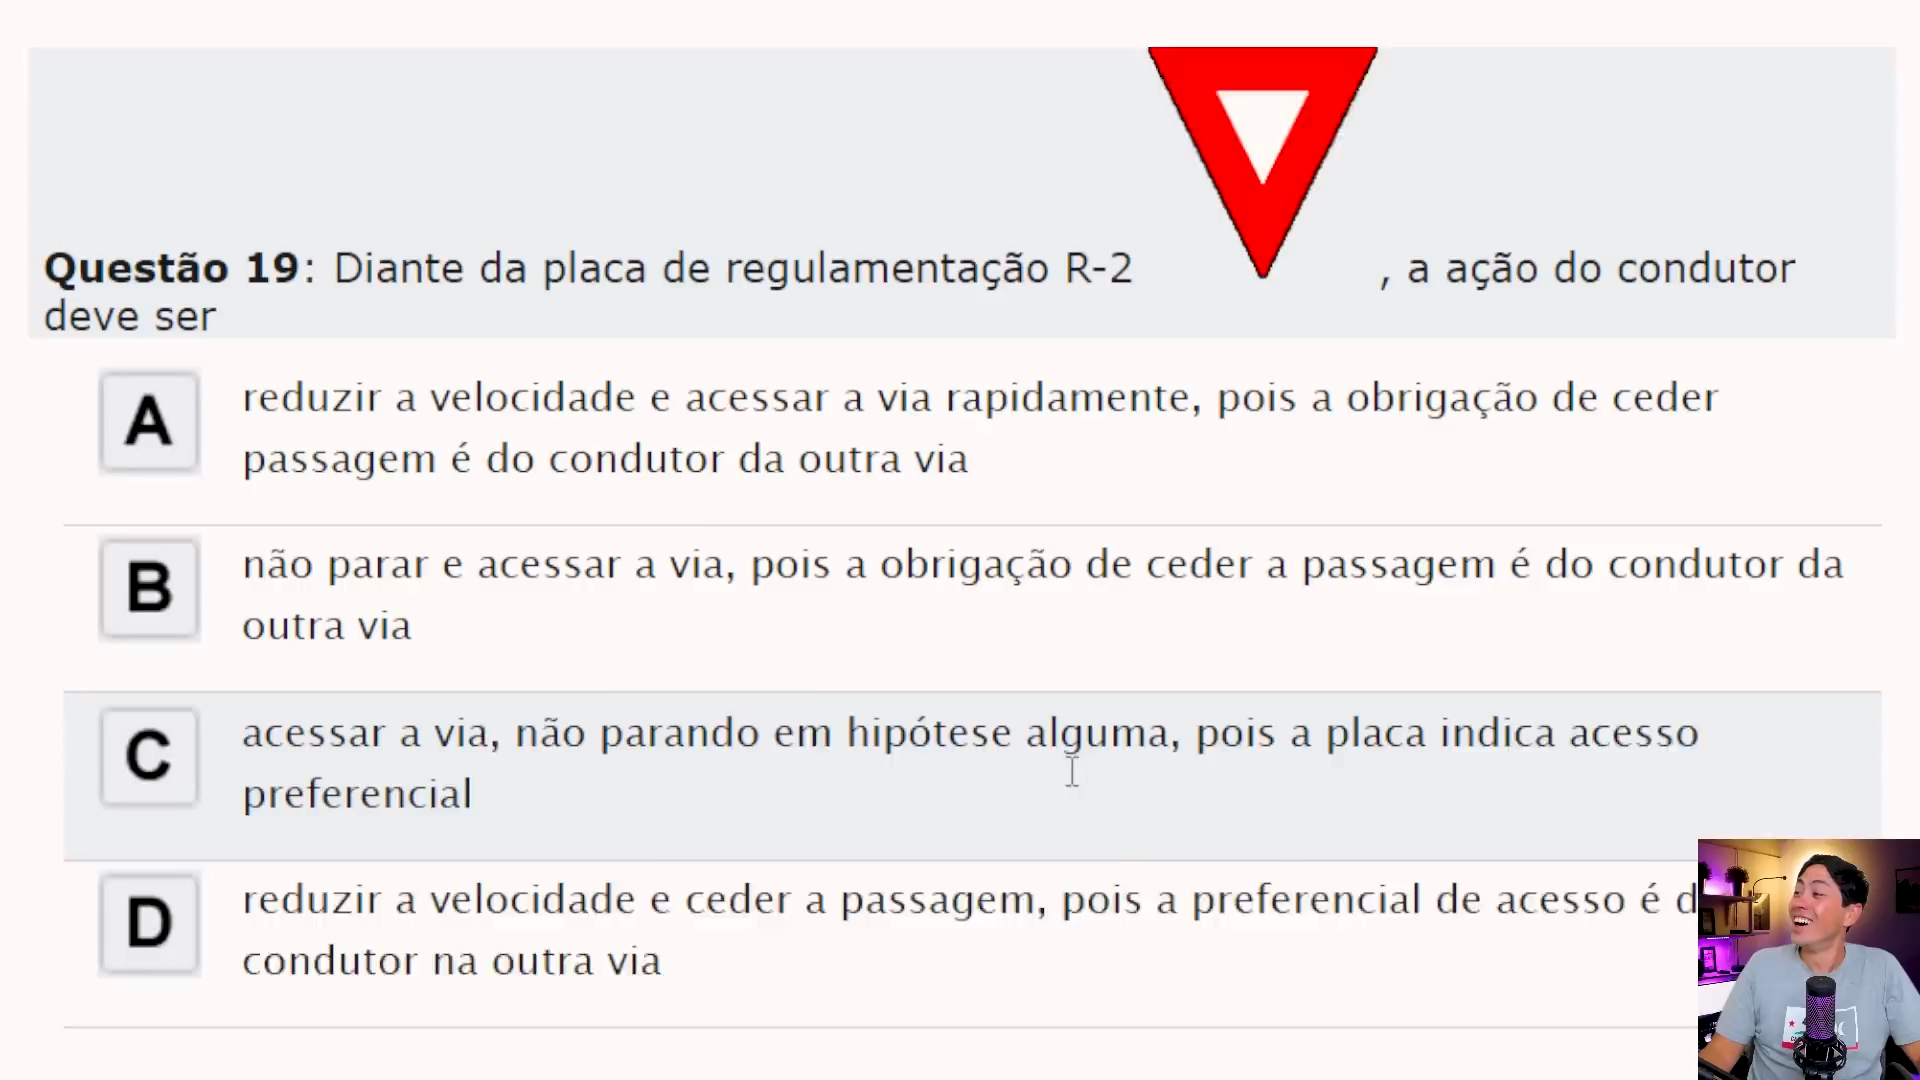 Questão 19: Diante da placa de regulamentação R-2 , a ação do condutor
deve ser
A
reduzir a velocidade e acessar a via rapidamente, pois a obrigação de ceder
passagem é do condutor da outra via
B
não parar e acessar a via, pois a obrigação de ceder a passagem é do condutor da
outra via
C
acessar a via, não parando em hipótese alguma, pois a placa indica acesso
preferencial
D
reduzir a velocidade e ceder a passagem, pois a preferencial de acesso é
condutor na outra via